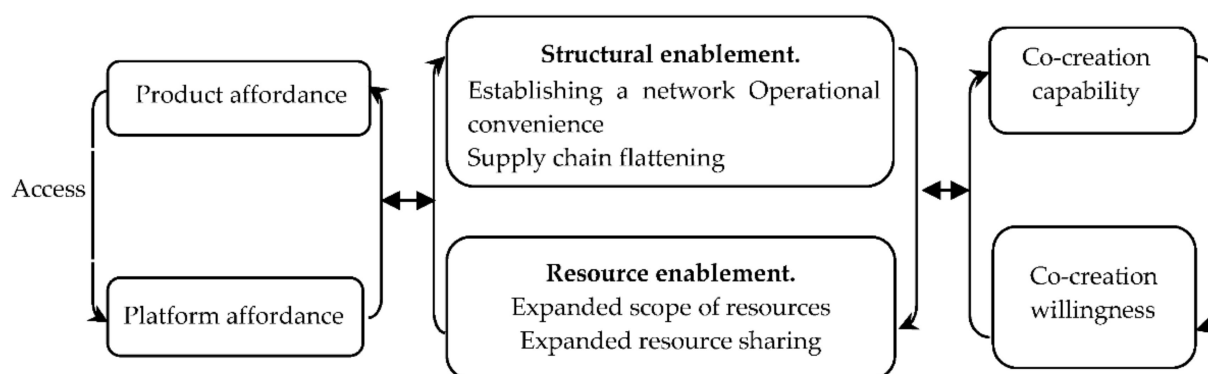 Access
Product affordance
Platform affordance
Structural enablement.
Establishing a network Operational
convenience
Supply chain flattening
Resource enablement.
Expanded scope of resources
Expanded resource sharing
Co-creation
capability
Co-creation
willingness